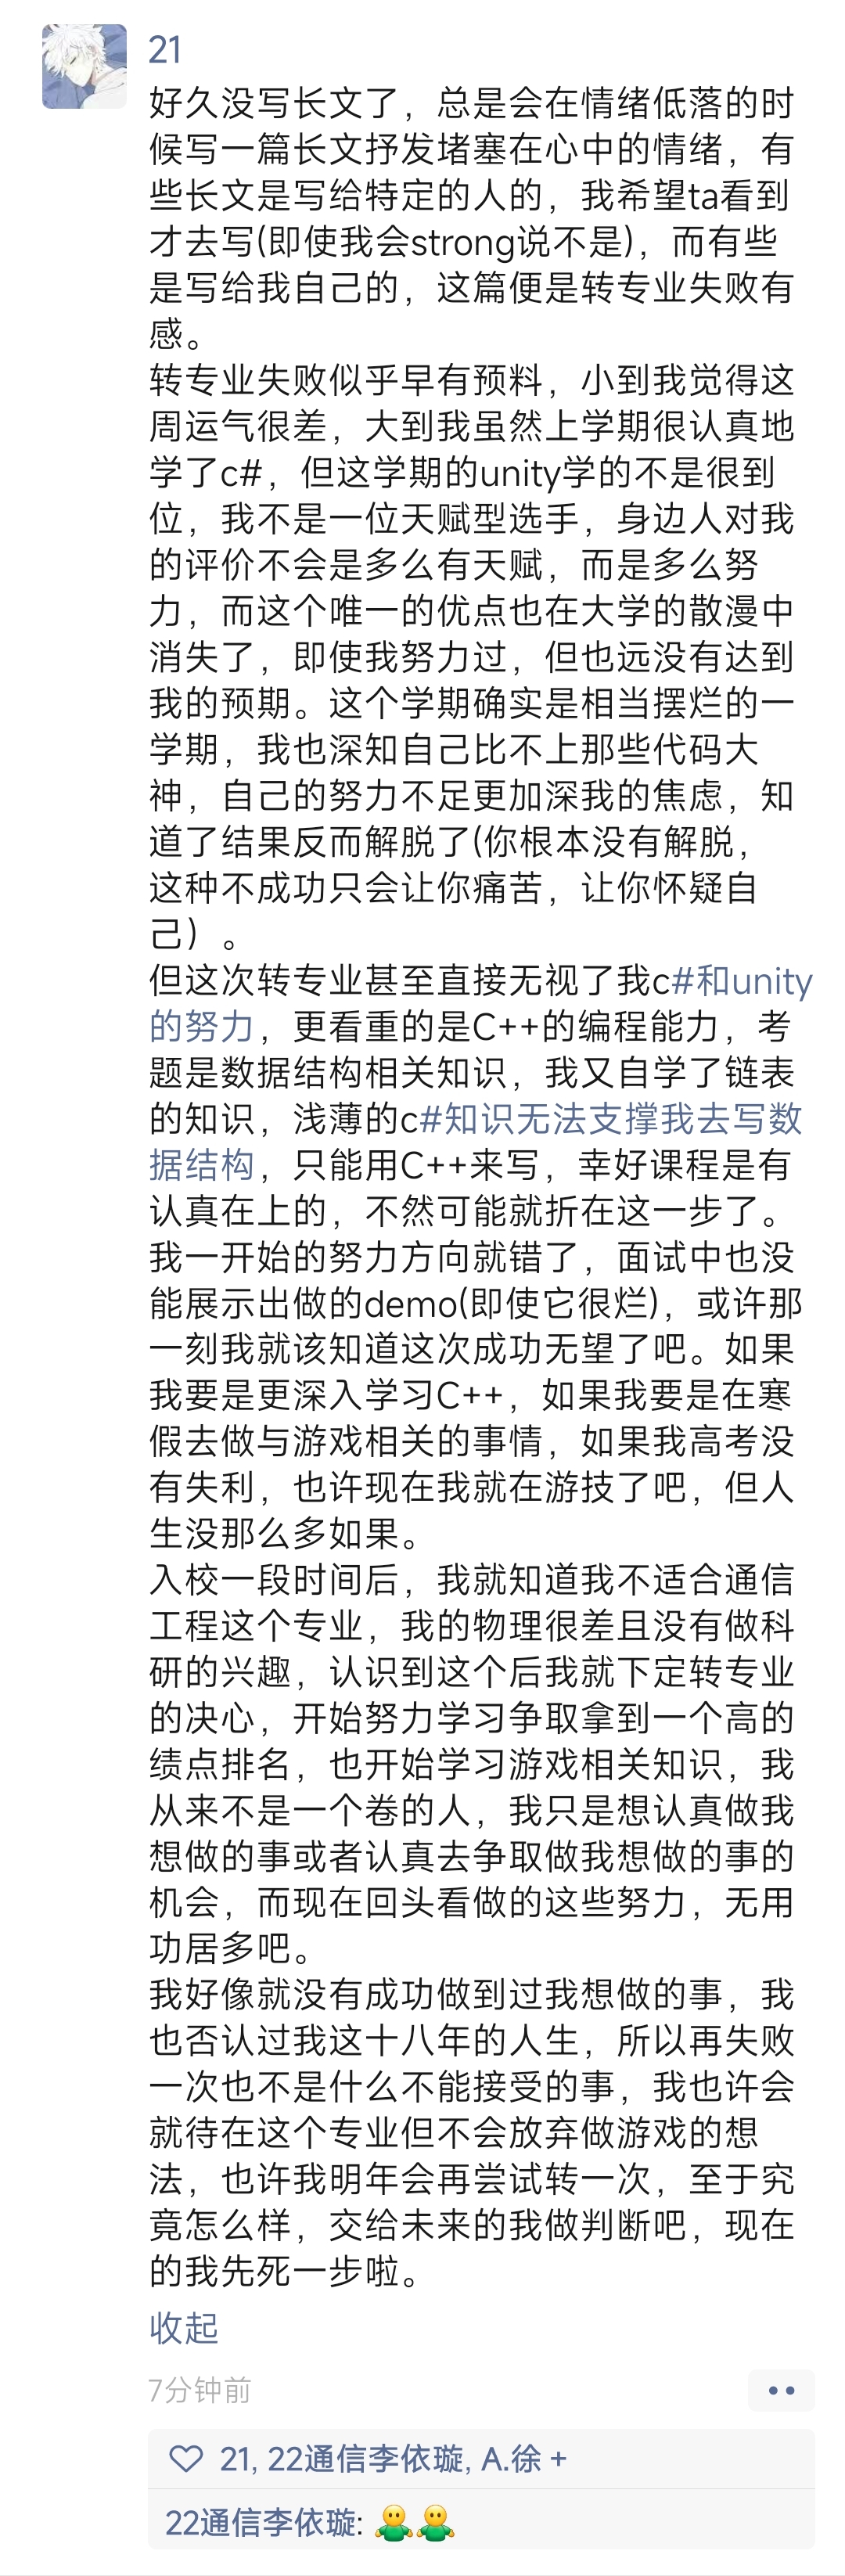 21
好久没写长文了，总是会在情绪低落的时
候写一篇长文抒发堵塞在心中的情绪，有
些长文是写给特定的人的，我希望ta看到
才去写(即使我会strong说不是)，而有些
是写给我自己的，这篇便是转专业失败有
感。
转专业失败似乎早有预料，小到我觉得这
周运气很差，大到我虽然上学期很认真地
学了c#，但这学期的unity学的不是很到
位，我不是一位天赋型选手，身边人对我
的评价不会是多么有天赋，而是多么努
力，而这个唯一的优点也在大学的散漫中
消失了，即使我努力过，但也远没有达到
我的预期。这个学期确实是相当摆烂的一
学期，我也深知自己比不上那些代码大
神，自己的努力不足更加深我的焦虑，知
道了结果反而解脱了(你根本没有解脱，
这种不成功只会让你痛苦，让你怀疑自
己）。
但这次转专业甚至直接无视了我c#和unity
的努力，更看重的是C++的编程能力，考
题是数据结构相关知识，我又自学了链表
的知识，浅薄的c#知识无法支撑我去写数
据结构，只能用C++来写，幸好课程是有
认真在上的，不然可能就折在这一步了。
我一开始的努力方向就错了，面试中也没
能展示出做的demo(即使它很烂)，或许那
一刻我就该知道这次成功无望了吧。如果
我要是更深入学习C++，如果我要是在寒
假去做与游戏相关的事情，如果我高考没
有失利，也许现在我就在游技了吧，但人
生没那么多如果。
入校一段时间后，我就知道我不适合通信
工程这个专业，我的物理很差且没有做科
研的兴趣，认识到这个后我就下定转专业
的决心，开始努力学习争取拿到一个高的
绩点排名，也开始学习游戏相关知识，我
从来不是一个卷的人，我只是想认真做我
想做的事或者认真去争取做我想做的事的
机会，而现在回头看做的这些努力，无用
功居多吧。
我好像就没有成功做到过我想做的事，我
也否认过我这十八年的人生，所以再失败
一次也不是什么不能接受的事，我也许会
就待在这个专业但不会放弃做游戏的想
法，也许我明年会再尝试转一次，至于究
竟怎么样，交给未来的我做判断吧，现在
的我先死一步啦。
收起
7分钟前
21, 22通信李依璇, A.徐 +
22通信李依璇: